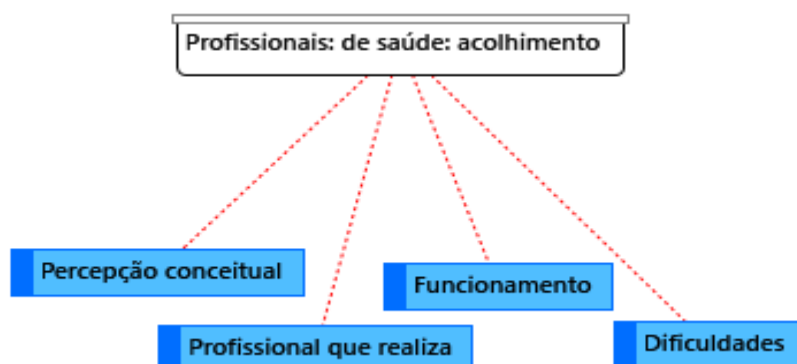 Profissionais: de saúde: acolhimento
Percepção conceitual
Funcionamento
Profissional que realiza
Dificuldades